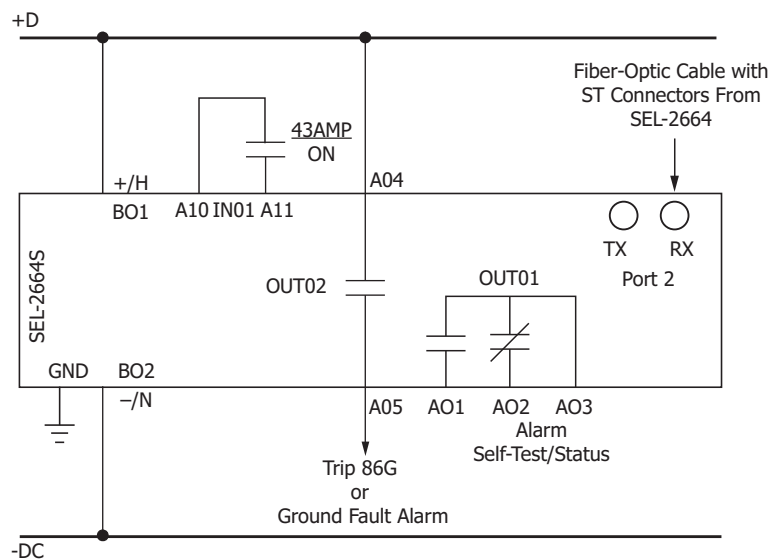 +D
Fiber-Optic Cable with
ST Connectors From
SEL-2664
43AMP
ON
+/H
A04
BO1
A10 IN01 A11
TX
RX
Port 2
SEL-2664S
OUT02
OUT01
GND
BO2
–/N
A05
AO1
AO2
AO3
Alarm
Self-Test/Status
Trip 86G
or
Ground Fault Alarm
-DC